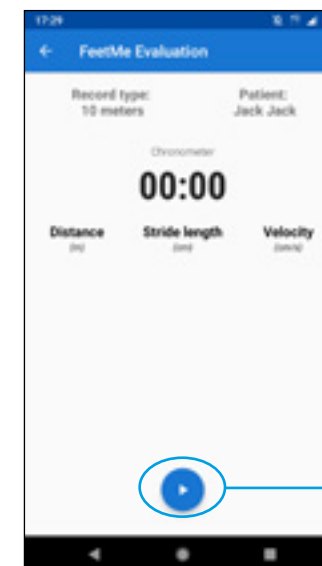 17:29
FeetMe Evaluation
Record type: Patient:
10 meters Jack Jack
Chronometer
00:00
Distance Stride length Velocity
(m) (cm) (cm/s)